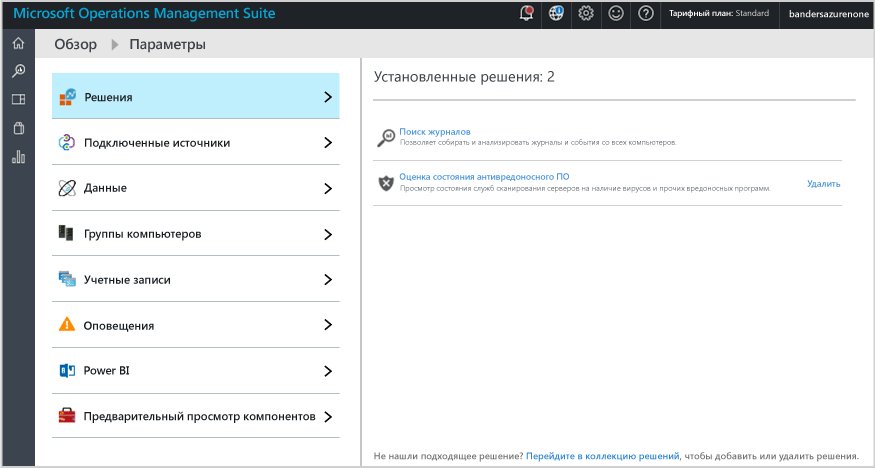 Microsoft Operations Management Suite
Тарифный план: Standard
bandersazurenone
Обзор
Параметры
Решения
Подключенные источники
Данные
Группы компьютеров
Учетные записи
Оповещения
Power BI
Предварительный просмотр компонентов
Установленные решения: 2
Поиск журналов
Позволяет собирать и анализировать журналы и события со всех компьютеров.
Оценка состояния антивредоносного ПО
Просмотр состояния служб сканирования серверов на наличие вирусов и прочих вредоносных программ.
Удалить
Не нашли подходящее решение? Перейдите в коллекцию решений, чтобы добавить или удалить решения.